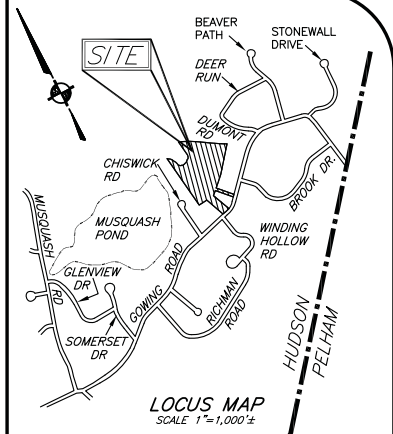 BEAVER
PATH
STONEWALL
DRIVE
SITE
DEER
RUN
DUMONT
RD
CHISWICK
RD
BROOK DR.
MUSQUASH
POND
MUSQUASH
RD
GLENVIEW
DR
GOWING
ROAD
WINDING
HOLLOW
RD
RICHMAN
ROAD
SOMERSET
DR
HUDSON
PELHAM
LOCUS MAP
SCALE 1"=1,000'±